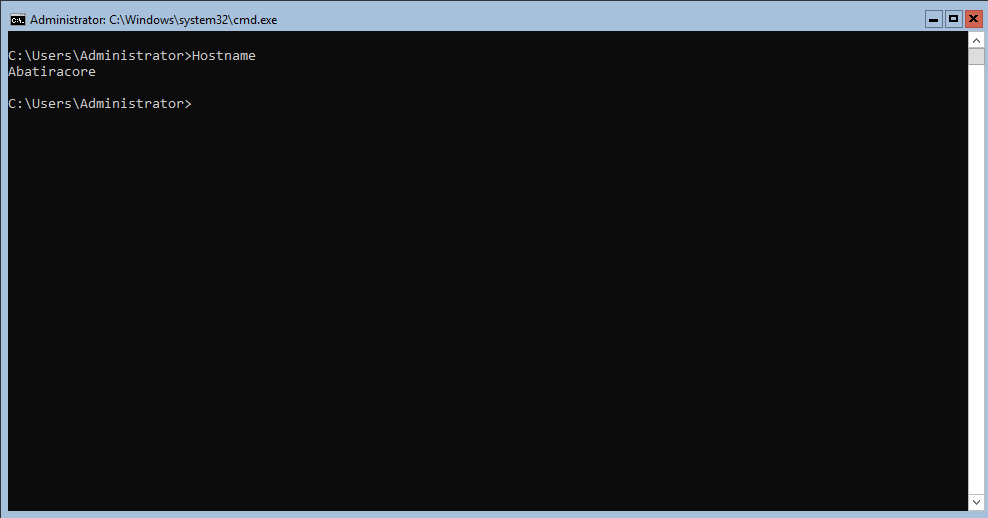 Administrator: C:\Windows\system32\cmd.exe
C:\Users\Administrator>Hostname
Abatiracore
C:\Users\Administrator>